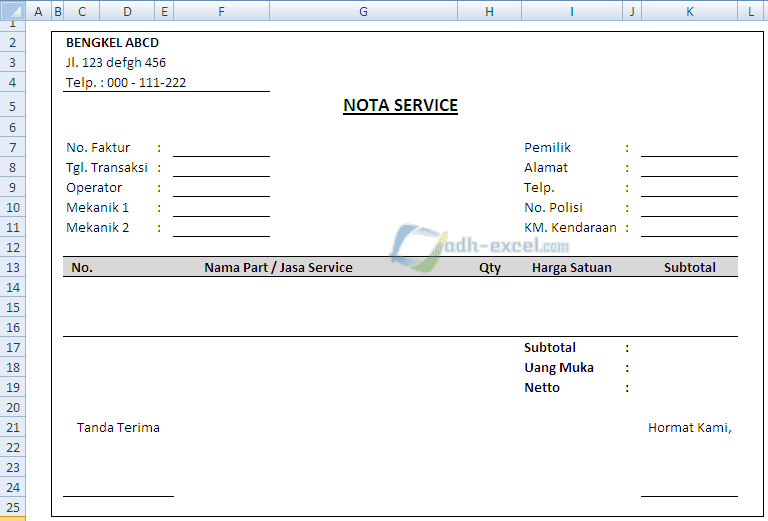 A B C D E F G H I J K L
1
2 BENGKEL ABCD
3 Jl. 123 defgh 456
4 Telp. : 000 - 111-222
5 NOTA SERVICE
6
7 No. Faktur : Pemilik :
8 Tgl. Transaksi : Alamat :
9 Operator : Telp. :
10 Mekanik 1 : No. Polisi :
11 Mekanik 2 : KM. Kendaraan :
adh-excel.com
12
13 No. Nama Part / Jasa Service Qty Harga Satuan Subtotal
14
15
16
17 Subtotal :
18 Uang Muka :
19 Netto :
20
21 Tanda Terima Hormat Kami,
22
23
24
25